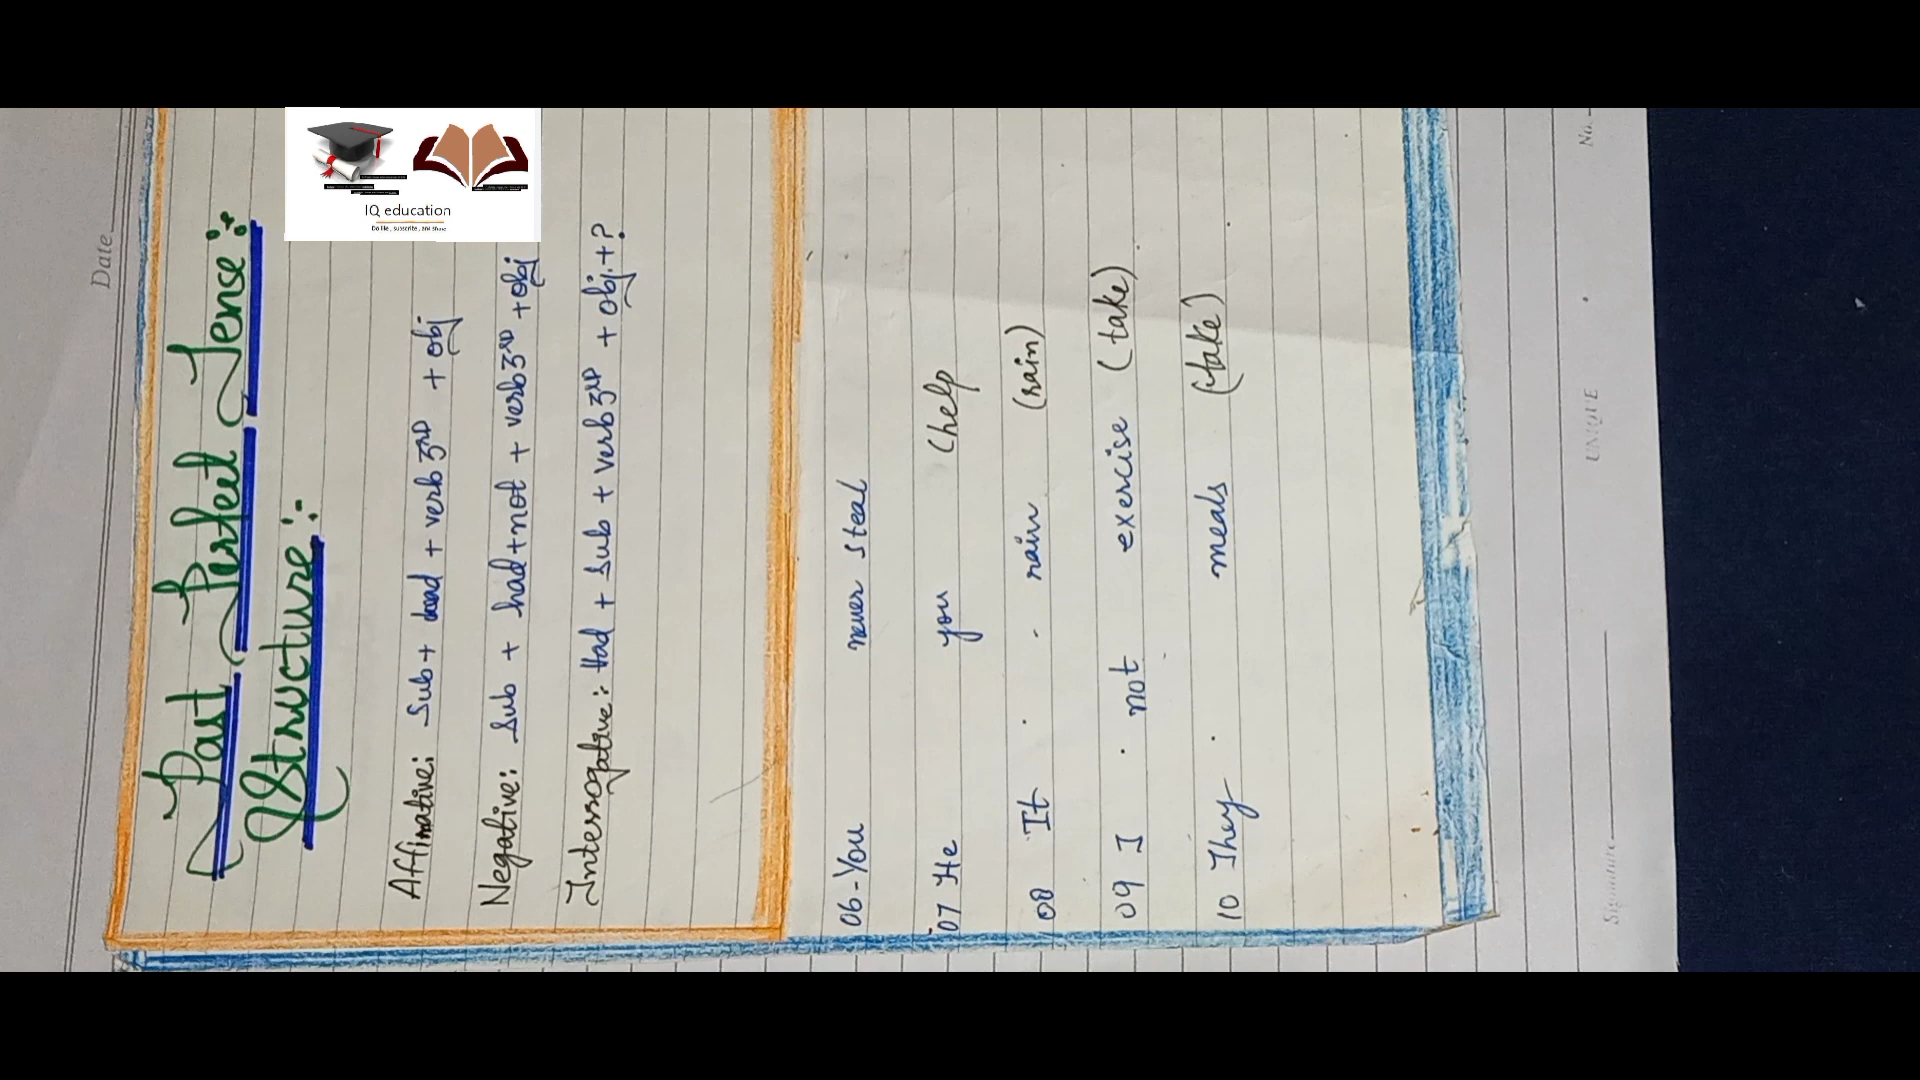 Date
Past Perfect Tense:
Structure:
Affirmative: Sub + had + verb 3rd + obj
Negative: Sub + had + not + verb 3rd + obj
Interrogative: Had + sub + verb 3rd + obj. + ?
06 - You never steal
07 He you (help
08 It rain (rain)
09 I not exercise (take)
10 They meals (take)
IQ education
Signature
UNIQUE
No.